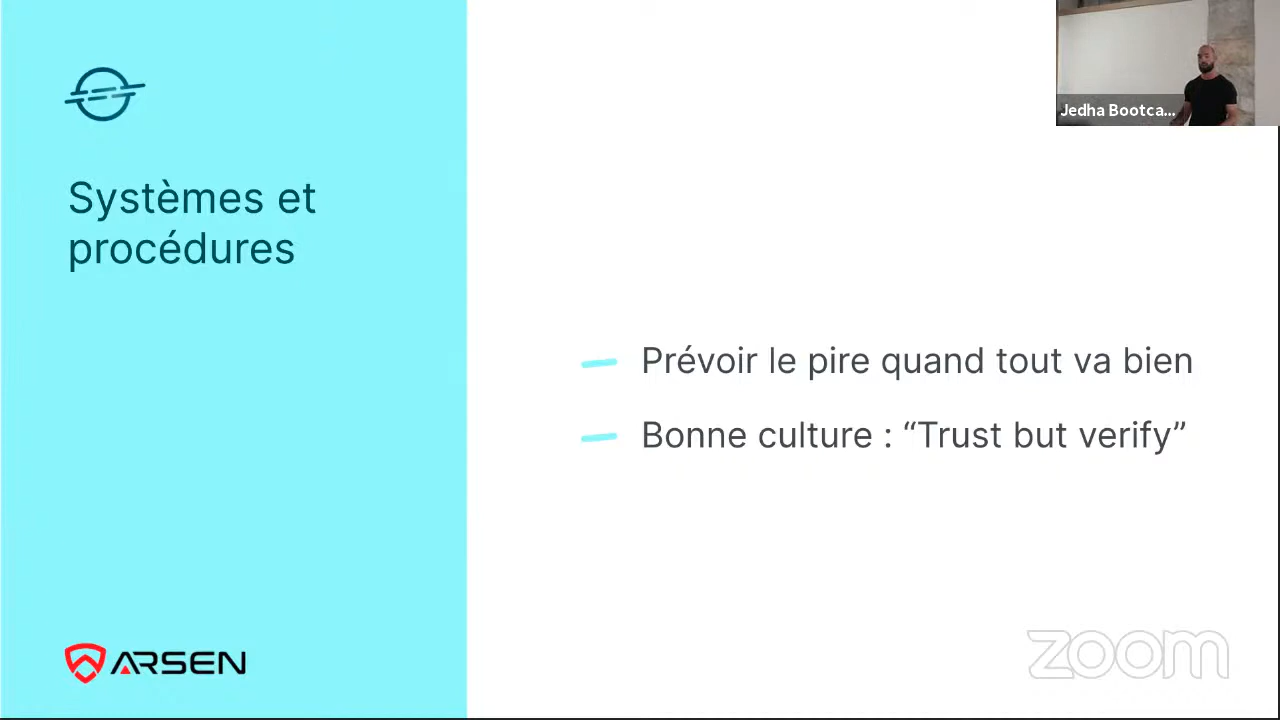 Jedha Bootca...
Systèmes et
procédures
Prévoir le pire quand tout va bien
Bonne culture : “Trust but verify”
ARSEN
zoom